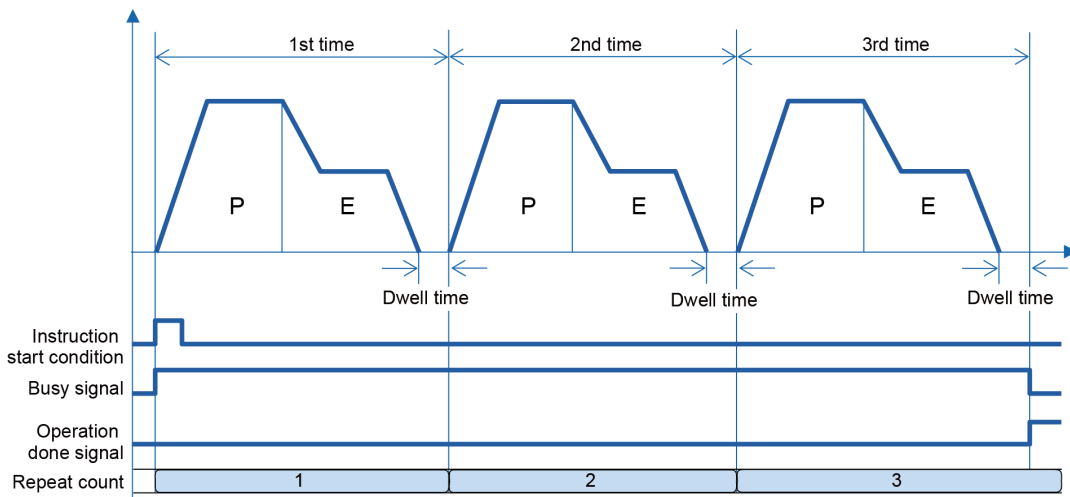 1st time
2nd time
3rd time
P
E
P
E
P
E
Dwell time
Dwell time
Dwell time
Instruction
start condition
Busy signal
Operation
done signal
Repeat count
1
2
3